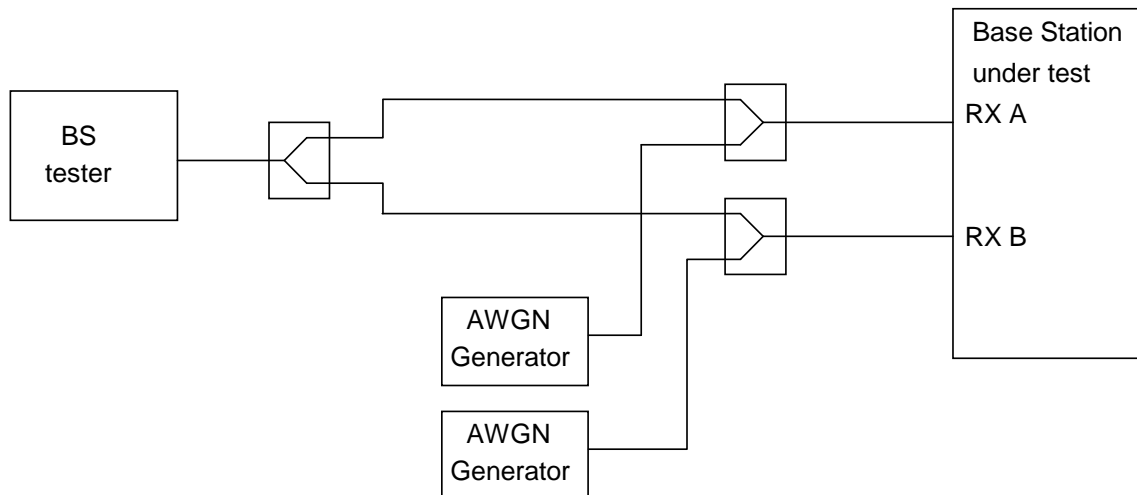 BS
tester
Base Station
under test
RX A
RX B
AWGN
Generator
AWGN
Generator